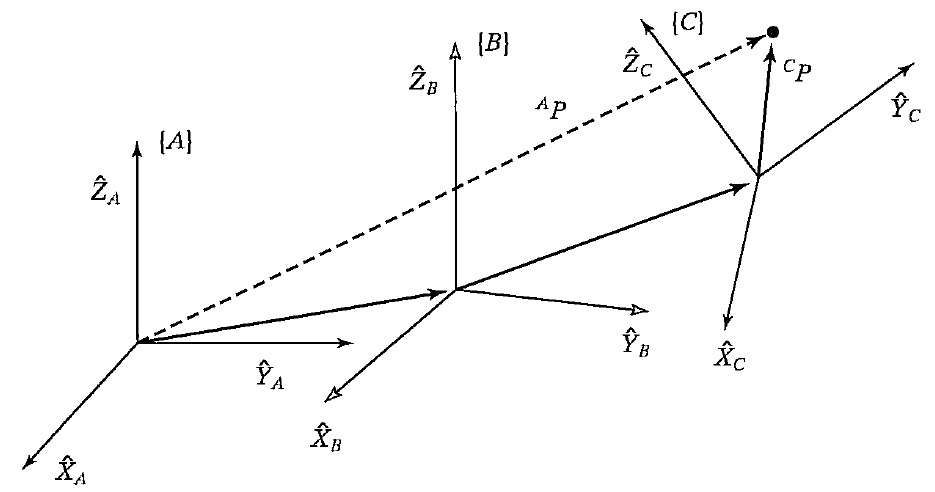 {A}
Ẑ_A
Ŷ_A
X̂_A
{B}
Ẑ_B
Ŷ_B
X̂_B
ᴬP
{C}
Ẑ_C
ᶜP
Ŷ_C
X̂_C